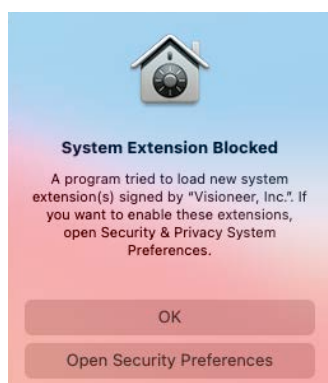 System Extension Blocked
A program tried to load new system
extension(s) signed by "Visioneer, Inc.". If
you want to enable these extensions,
open Security & Privacy System
Preferences.
OK
Open Security Preferences